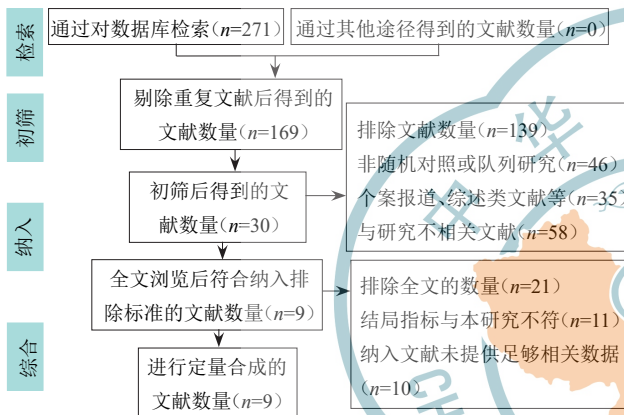 检索
通过对数据库检索(n=271)
通过其他途径得到的文献数量(n=0)
初筛
剔除重复文献后得到的
文献数量(n=169)
排除文献数量(n=139)
非随机对照或队列研究(n=46)
个案报道、综述类文献等(n=35)
与研究不相关文献(n=58)
初筛后得到的文
献数量(n=30)
纳入
全文浏览后符合纳入排
除标准的文献数量(n=9)
排除全文的数量(n=21)
结局指标与本研究不符(n=11)
纳入文献未提供足够相关数据
(n=10)
综合
进行定量合成的
文献数量(n=9)
中华
CH